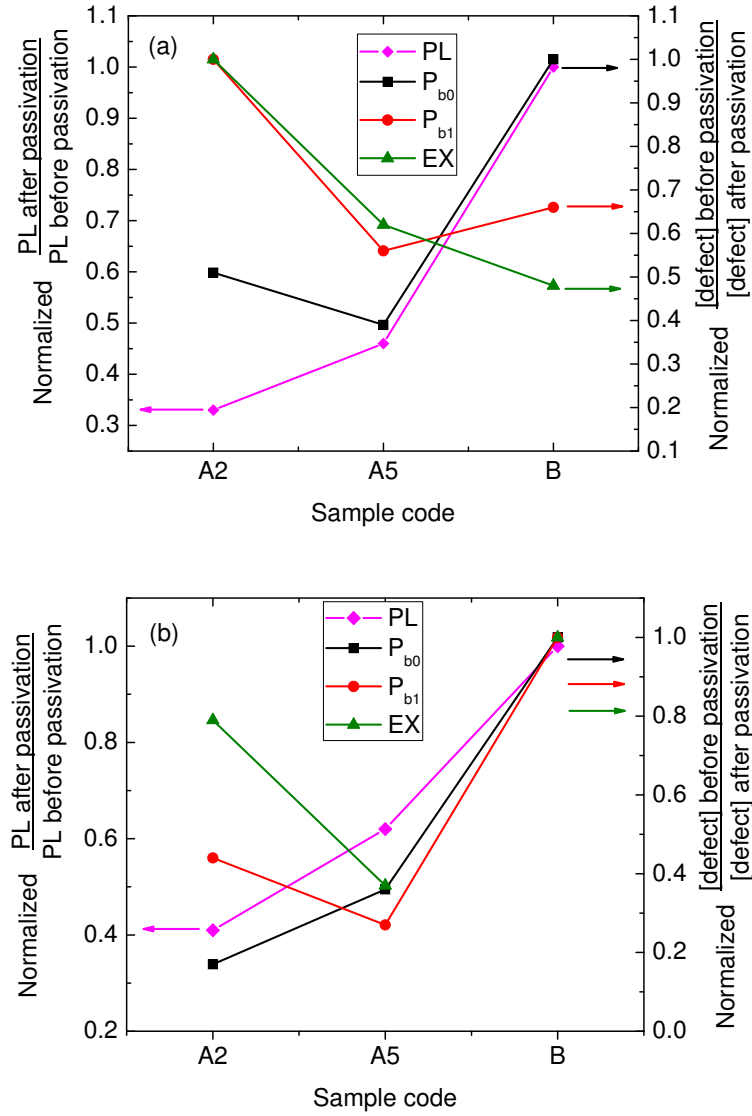 (a)
PL
P_b0
P_b1
EX
1.1
1.0
0.9
0.8
0.7
0.6
0.5
0.4
0.3
1.1
1.0
0.9
0.8
0.7
0.6
0.5
0.4
0.3
0.2
0.1
Normalized PL after passivation
PL before passivation
Normalized [defect] before passivation
[defect] after passivation
A2 A5 B
Sample code
(b)
PL
P_b0
P_b1
EX
1.0
0.8
0.6
0.4
0.2
1.0
0.8
0.6
0.4
0.2
0.0
Normalized PL after passivation
PL before passivation
Normalized [defect] before passivation
[defect] after passivation
A2 A5 B
Sample code